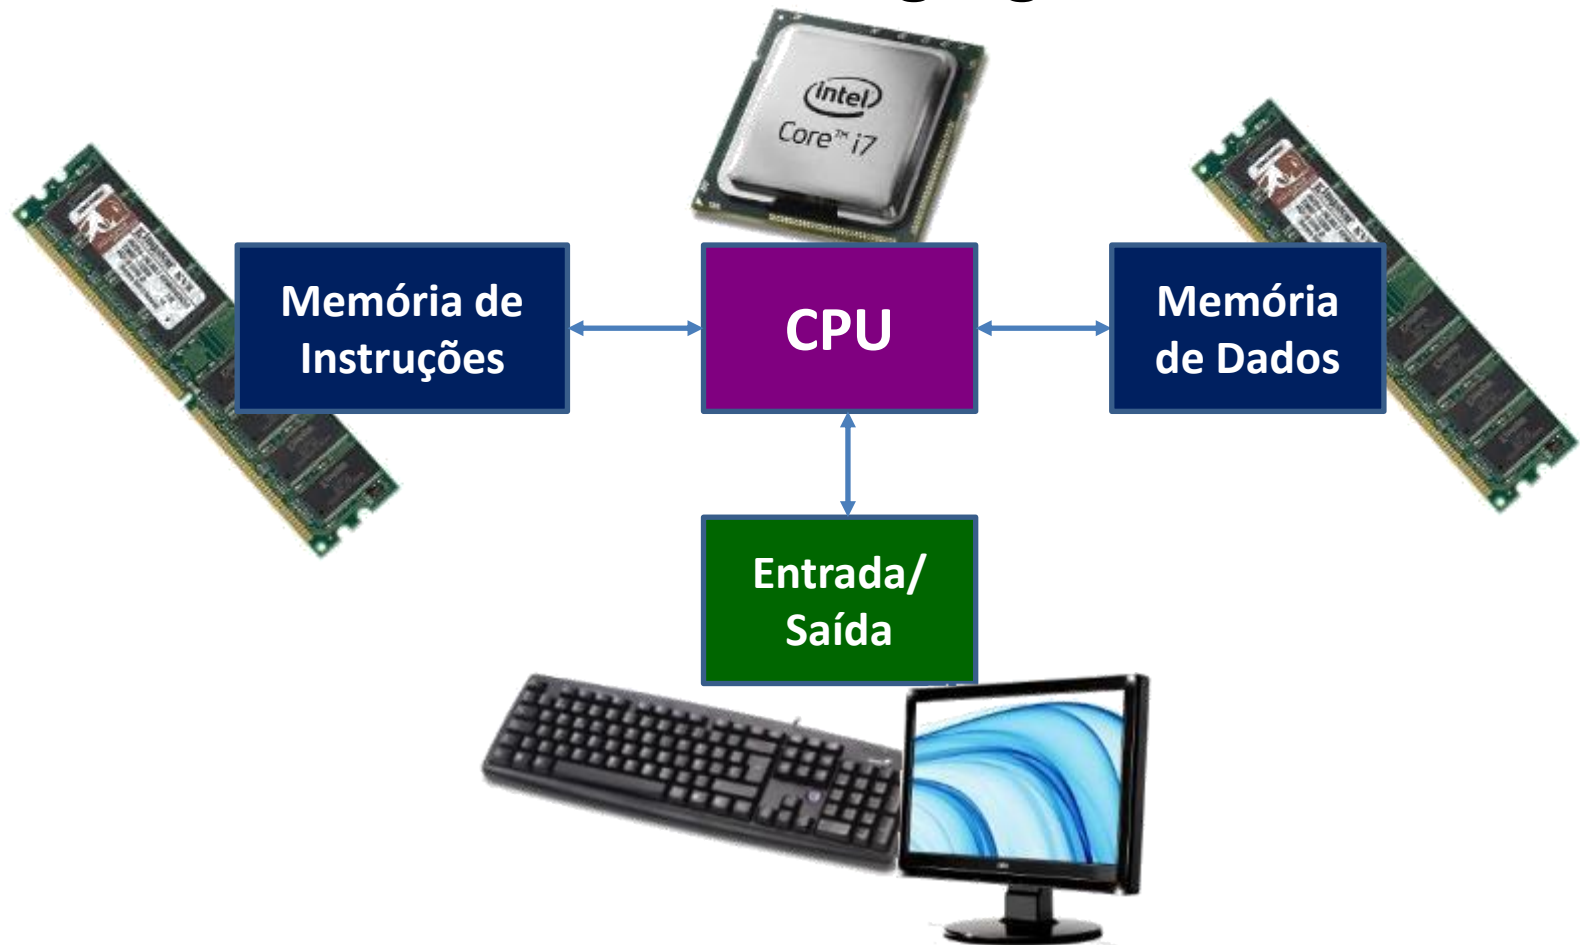 intel
Core™ i7
Memória de
Instruções
CPU
Memória
de Dados
Entrada/
Saída